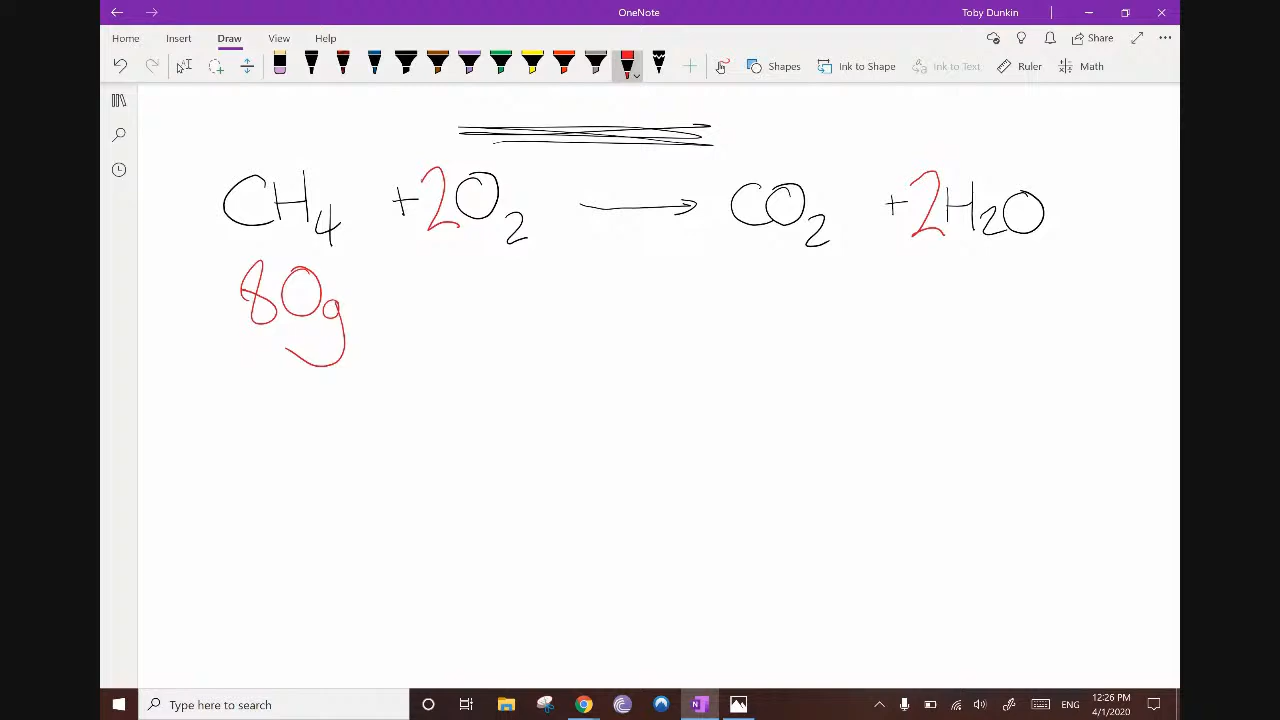 OneNote
Toby Dunkin
Home Insert Draw View Help
Share
Shapes Ink to Shape Ink to Text Ruler Math
CH4 + 2O2 → CO2 + 2H2O
80g
Type here to search
N
ENG
12:26 PM
4/1/2020